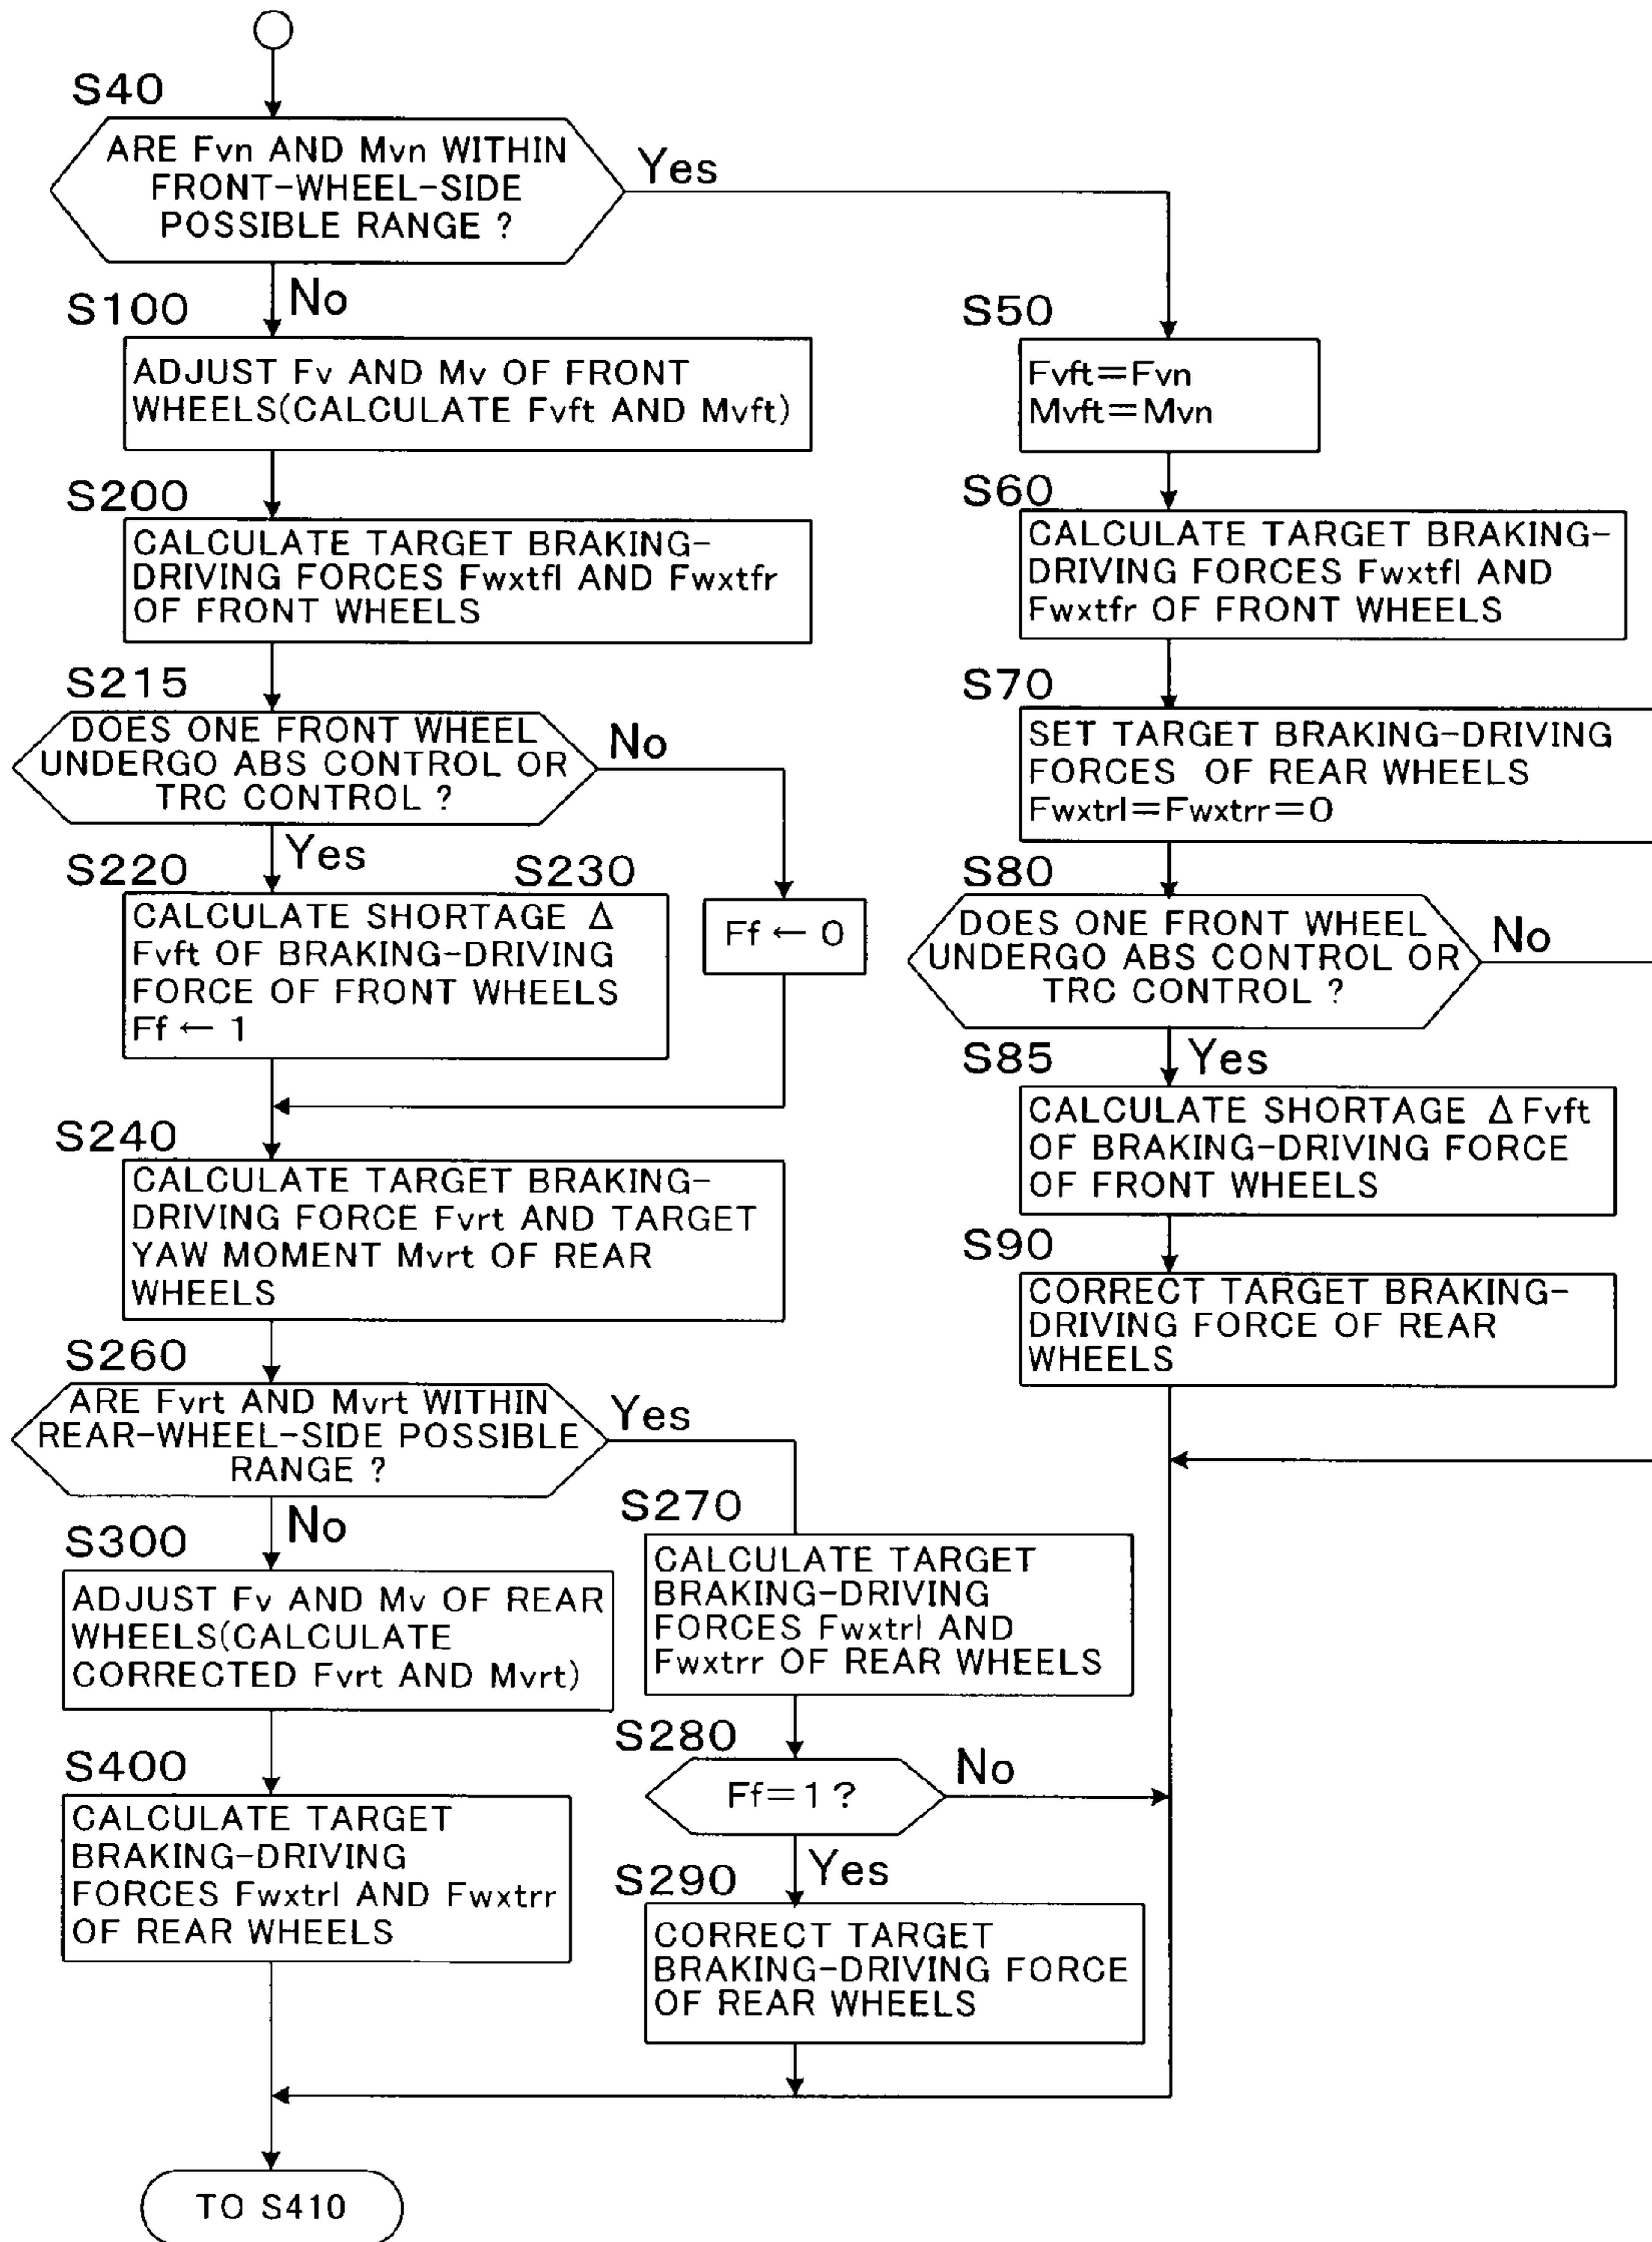 S40
ARE Fvn AND Mvn WITHIN
FRONT-WHEEL-SIDE
POSSIBLE RANGE ?
Yes
No
S100
ADJUST Fv AND Mv OF FRONT
WHEELS(CALCULATE Fvft AND Mvft)
S200
CALCULATE TARGET BRAKING-
DRIVING FORCES Fwxtfl AND Fwxtfr
OF FRONT WHEELS
S215
DOES ONE FRONT WHEEL
UNDERGO ABS CONTROL OR
TRC CONTROL ?
No
Yes
S220
CALCULATE SHORTAGE Δ
Fvft OF BRAKING-DRIVING
FORCE OF FRONT WHEELS
Ff ← 1
S230
Ff ← 0
S240
CALCULATE TARGET BRAKING-
DRIVING FORCE Fvrt AND TARGET
YAW MOMENT Mvrt OF REAR
WHEELS
S260
ARE Fvrt AND Mvrt WITHIN
REAR-WHEEL-SIDE POSSIBLE
RANGE ?
Yes
No
S300
ADJUST Fv AND Mv OF REAR
WHEELS(CALCULATE
CORRECTED Fvrt AND Mvrt)
S400
CALCULATE TARGET
BRAKING-DRIVING
FORCES Fwxtrl AND Fwxtrr
OF REAR WHEELS
S270
CALCULATE TARGET
BRAKING-DRIVING
FORCES Fwxtrl AND
Fwxtrr OF REAR WHEELS
S280
Ff=1 ?
No
Yes
S290
CORRECT TARGET
BRAKING-DRIVING FORCE
OF REAR WHEELS
S50
Fvft=Fvn
Mvft=Mvn
S60
CALCULATE TARGET BRAKING-
DRIVING FORCES Fwxtfl AND
Fwxtfr OF FRONT WHEELS
S70
SET TARGET BRAKING-DRIVING
FORCES OF REAR WHEELS
Fwxtrl=Fwxtrr=0
S80
DOES ONE FRONT WHEEL
UNDERGO ABS CONTROL OR
TRC CONTROL ?
No
Yes
S85
CALCULATE SHORTAGE Δ Fvft
OF BRAKING-DRIVING FORCE
OF FRONT WHEELS
S90
CORRECT TARGET BRAKING-
DRIVING FORCE OF REAR
WHEELS
TO S410